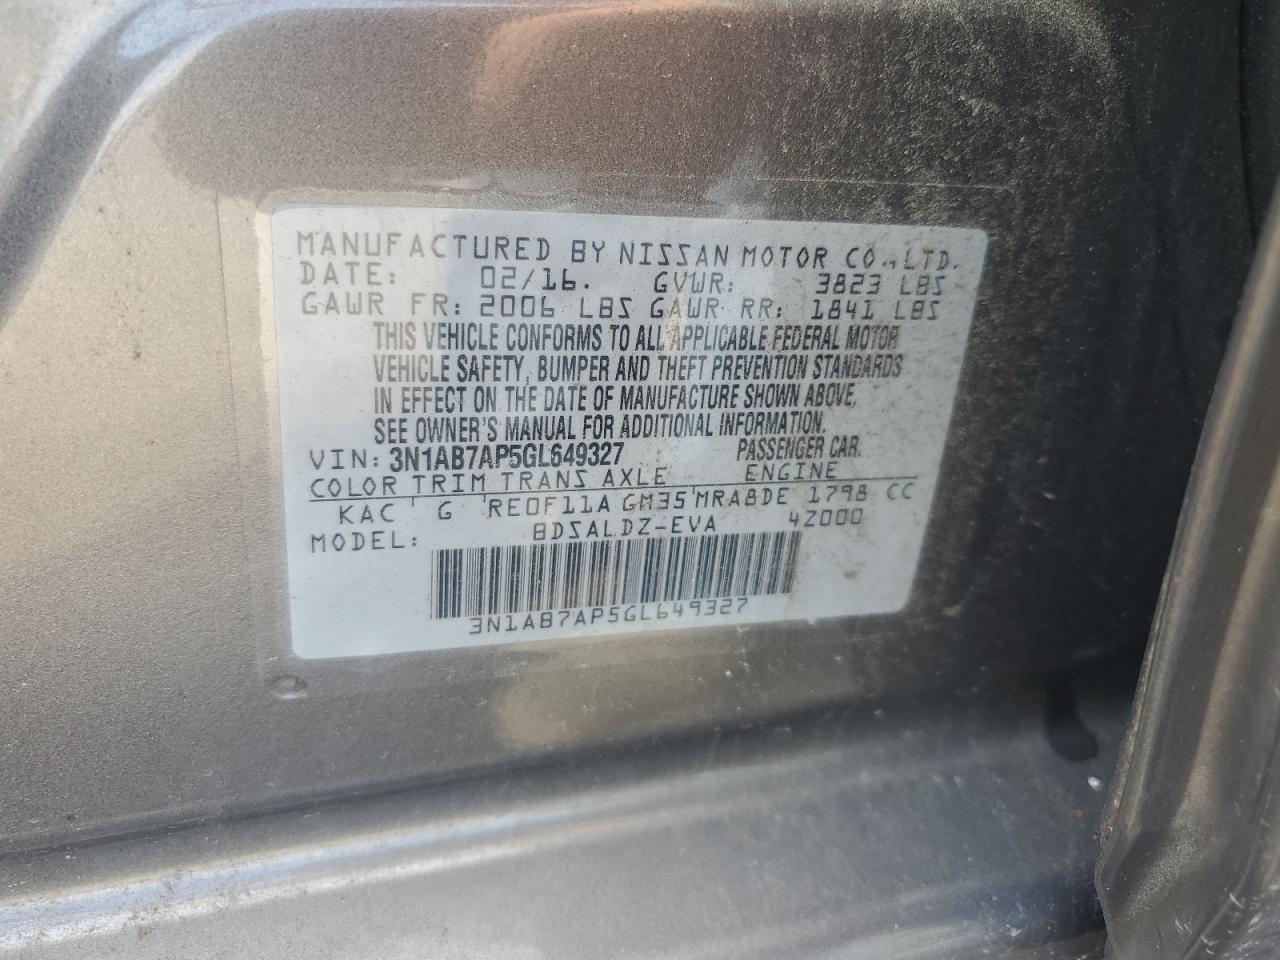 MANUFACTURED BY NISSAN MOTOR CO., LTD.
DATE: 02/16. GVWR: 3823 LBS
GAWR FR: 2006 LBS GAWR RR: 1841 LBS
THIS VEHICLE CONFORMS TO ALL APPLICABLE FEDERAL MOTOR
VEHICLE SAFETY, BUMPER AND THEFT PREVENTION STANDARDS
IN EFFECT ON THE DATE OF MANUFACTURE SHOWN ABOVE,
SEE OWNER'S MANUAL FOR ADDITIONAL INFORMATION.
VIN: 3N1AB7AP5GL649327 PASSENGER CAR.
COLOR TRIM TRANS AXLE ENGINE
KAC G RE0F11A GM35 MRA8DE 1798 CC
MODEL: BDSALDZ-EVA 4Z000
3N1AB7AP5GL649327